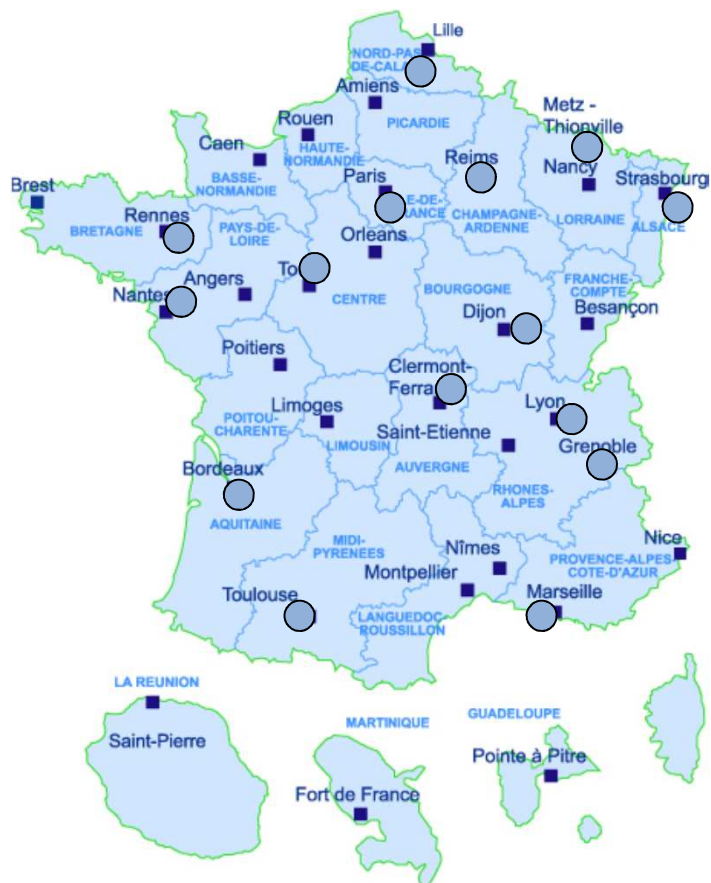 Lille
NORD-PAS
DE-CALA
Amiens
PICARDIE
Rouen
HAUTE-
NORMANDIE
Metz -
Thionville
Caen
BASSE-
NORMANDIE
Reims
Nancy
Paris
E-DE-
RANCE
CHAMPAGNE-
ARDENNE
LORRAINE
Strasbourg
ALSACE
Brest
Rennes
BRETAGNE
PAYS-DE-
LOIRE
Orleans
Angers
To
CENTRE
BOURGOGNE
FRANCHE-
COMPTE
Nantes
Dijon
Besançon
Poitiers
Clermont-
Ferra
Limoges
POITOU-
CHARENTE
LIMOUSIN
Saint-Etienne
AUVERGNE
Lyon
Grenoble
RHONES-
ALPES
Bordeaux
AQUITAINE
MIDI-
PYRENEES
Nîmes
Nice
PROVENCE-ALPES
COTE-D'AZUR
Montpellier
Toulouse
LANGUEDOC-
ROUSSILLON
Marseille
LA REUNION
Saint-Pierre
MARTINIQUE
Fort de France
GUADELOUPE
Pointe à Pitre